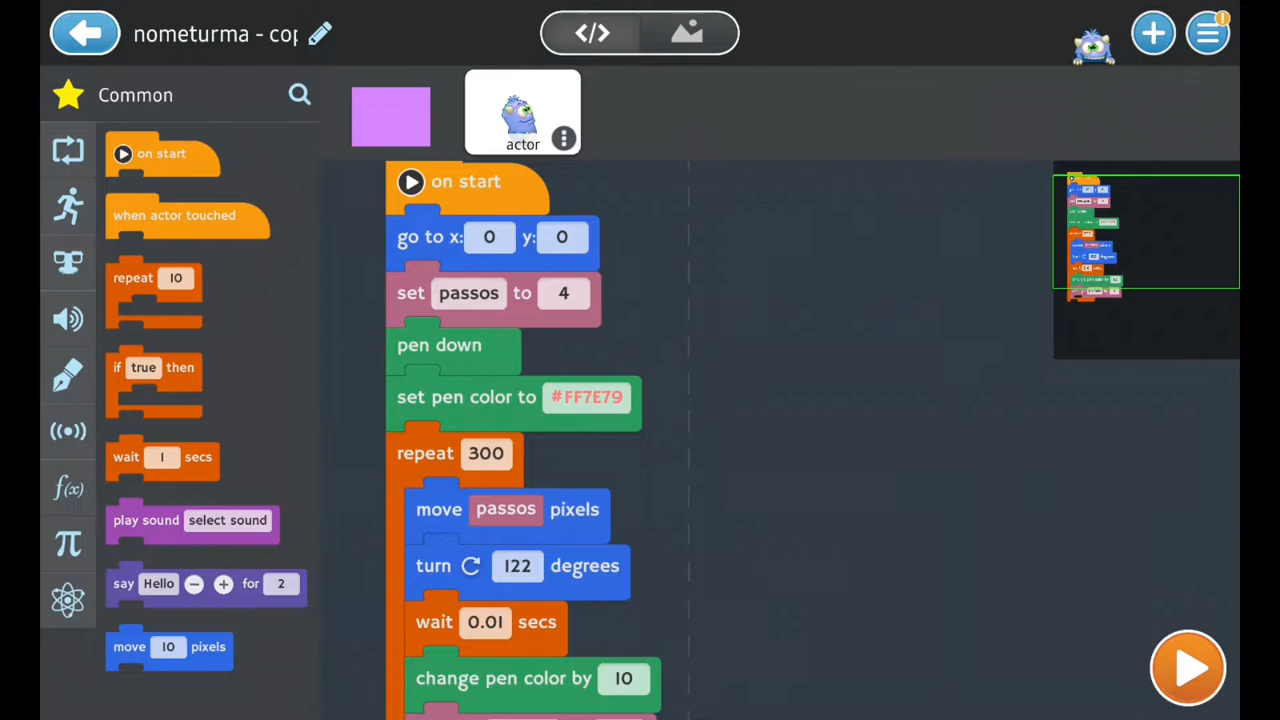 nometurma - cop
</>
!
Common
actor
on start
when actor touched
repeat 10
if true then
wait 1 secs
play sound select sound
say Hello − + for 2
move 10 pixels
f(x)
π
on start
go to x: 0 y: 0
set passos to 4
pen down
set pen color to #FF7E79
repeat 300
move passos pixels
turn 122 degrees
wait 0.01 secs
change pen color by 10